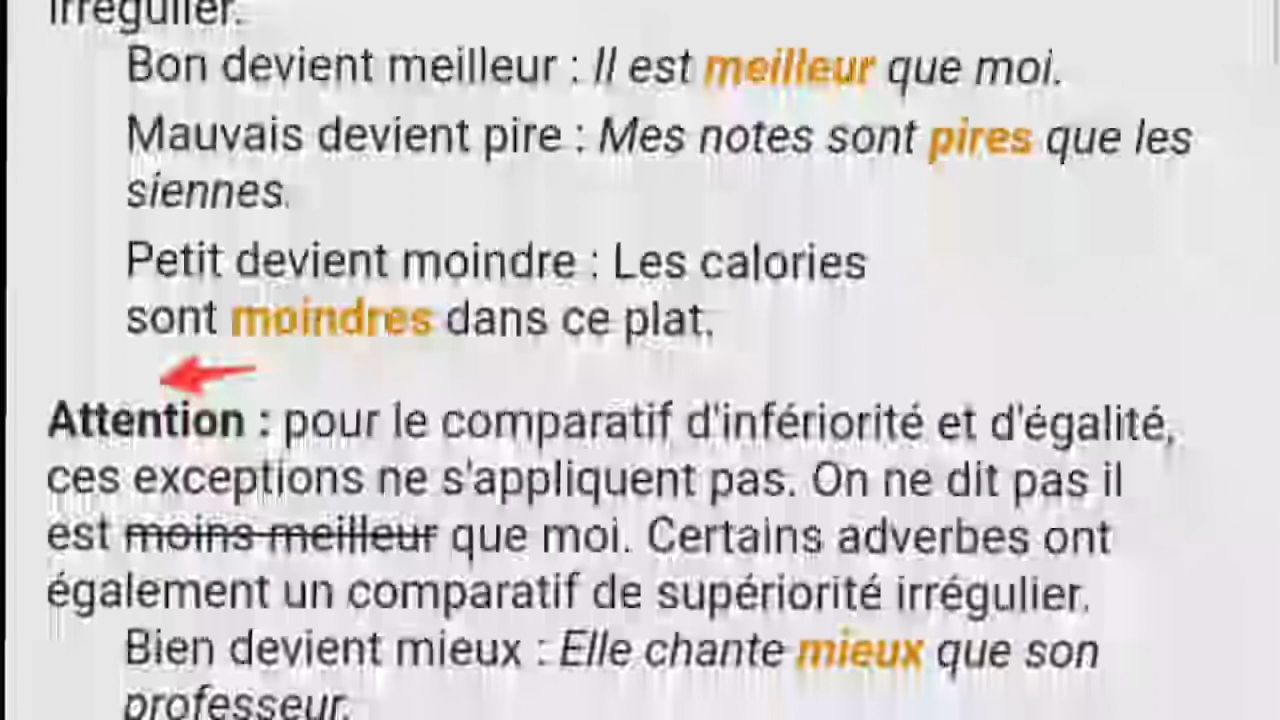 irrégulier.
Bon devient meilleur : Il est meilleur que moi.
Mauvais devient pire : Mes notes sont pires que les
siennes.
Petit devient moindre : Les calories
sont moindres dans ce plat.
Attention : pour le comparatif d'infériorité et d'égalité,
ces exceptions ne s'appliquent pas. On ne dit pas il
est moins meilleur que moi. Certains adverbes ont
également un comparatif de supériorité irrégulier.
Bien devient mieux : Elle chante mieux que son
professeur.